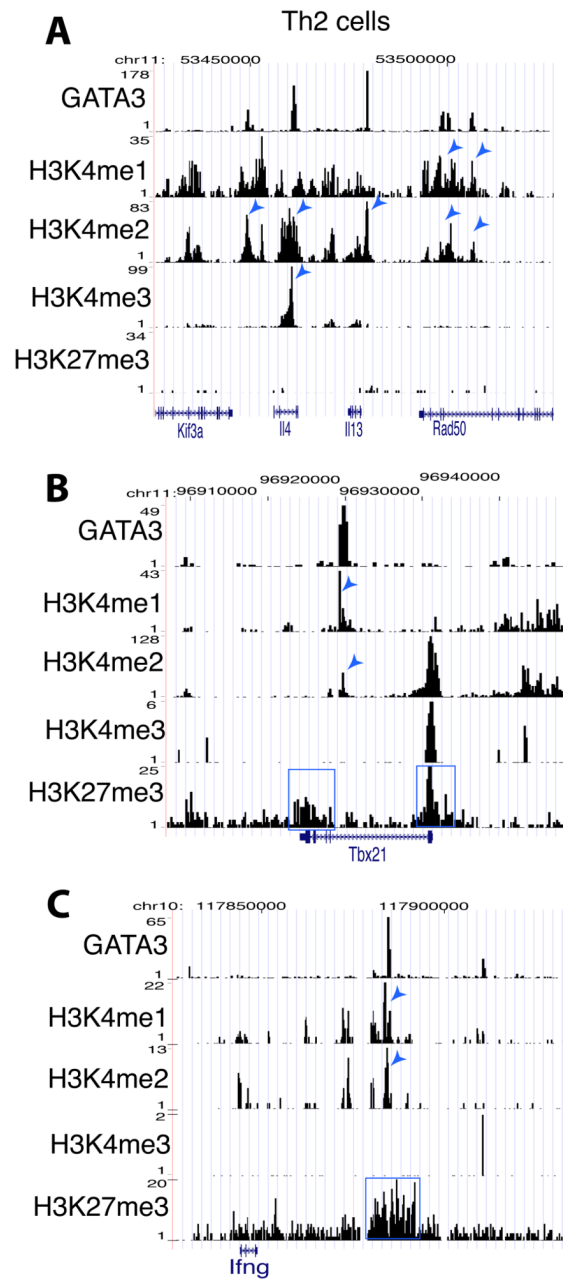 Th2 cells
A
chr11: 53450000 53500000
178
GATA3
1
35
H3K4me1
1
83
H3K4me2
1
99
H3K4me3
1
34
H3K27me3
1
Kif3a Il4 Il13 Rad50
B
chr11: 96910000 96920000 96930000 96940000
49
GATA3
1
43
H3K4me1
1
128
H3K4me2
1
6
H3K4me3
1
25
H3K27me3
1
Tbx21
C
chr10: 117850000 117900000
65
GATA3
1
22
H3K4me1
1
13
H3K4me2
1
2
H3K4me3
1
20
H3K27me3
1
Ifng